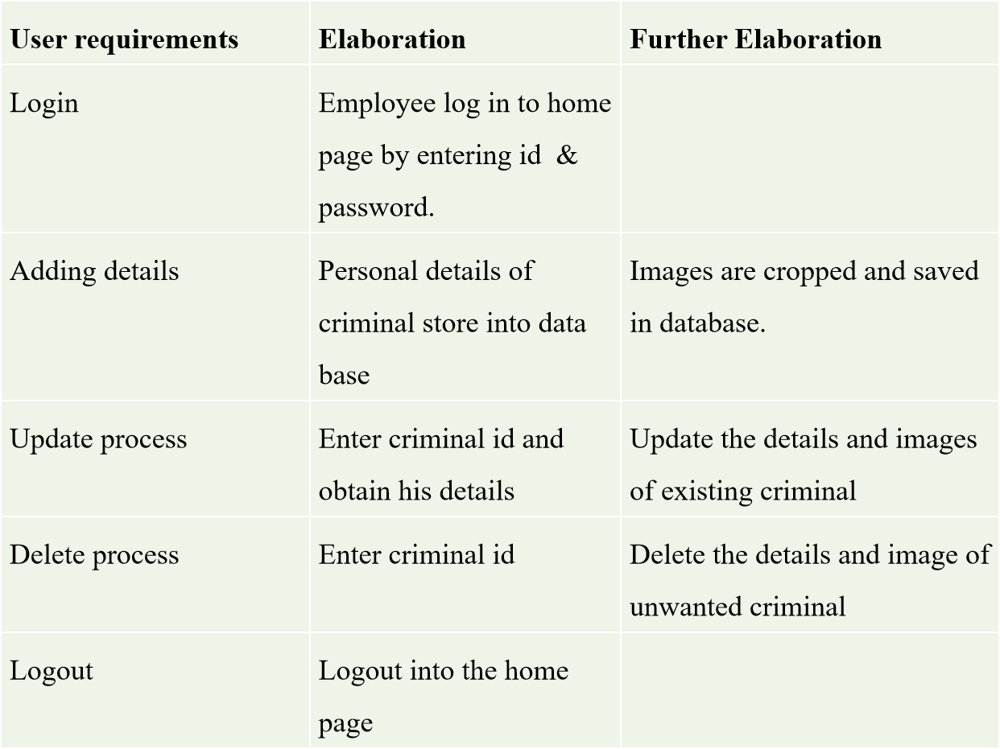 User requirements
Elaboration
Further Elaboration
Login
Employee log in to home
page by entering id  &
password.
Adding details
Personal details of
criminal store into data
base
Images are cropped and saved
in database.
Update process
Enter criminal id and
obtain his details
Update the details and images
of existing criminal
Delete process
Enter criminal id
Delete the details and image of
unwanted criminal
Logout
Logout into the home
page